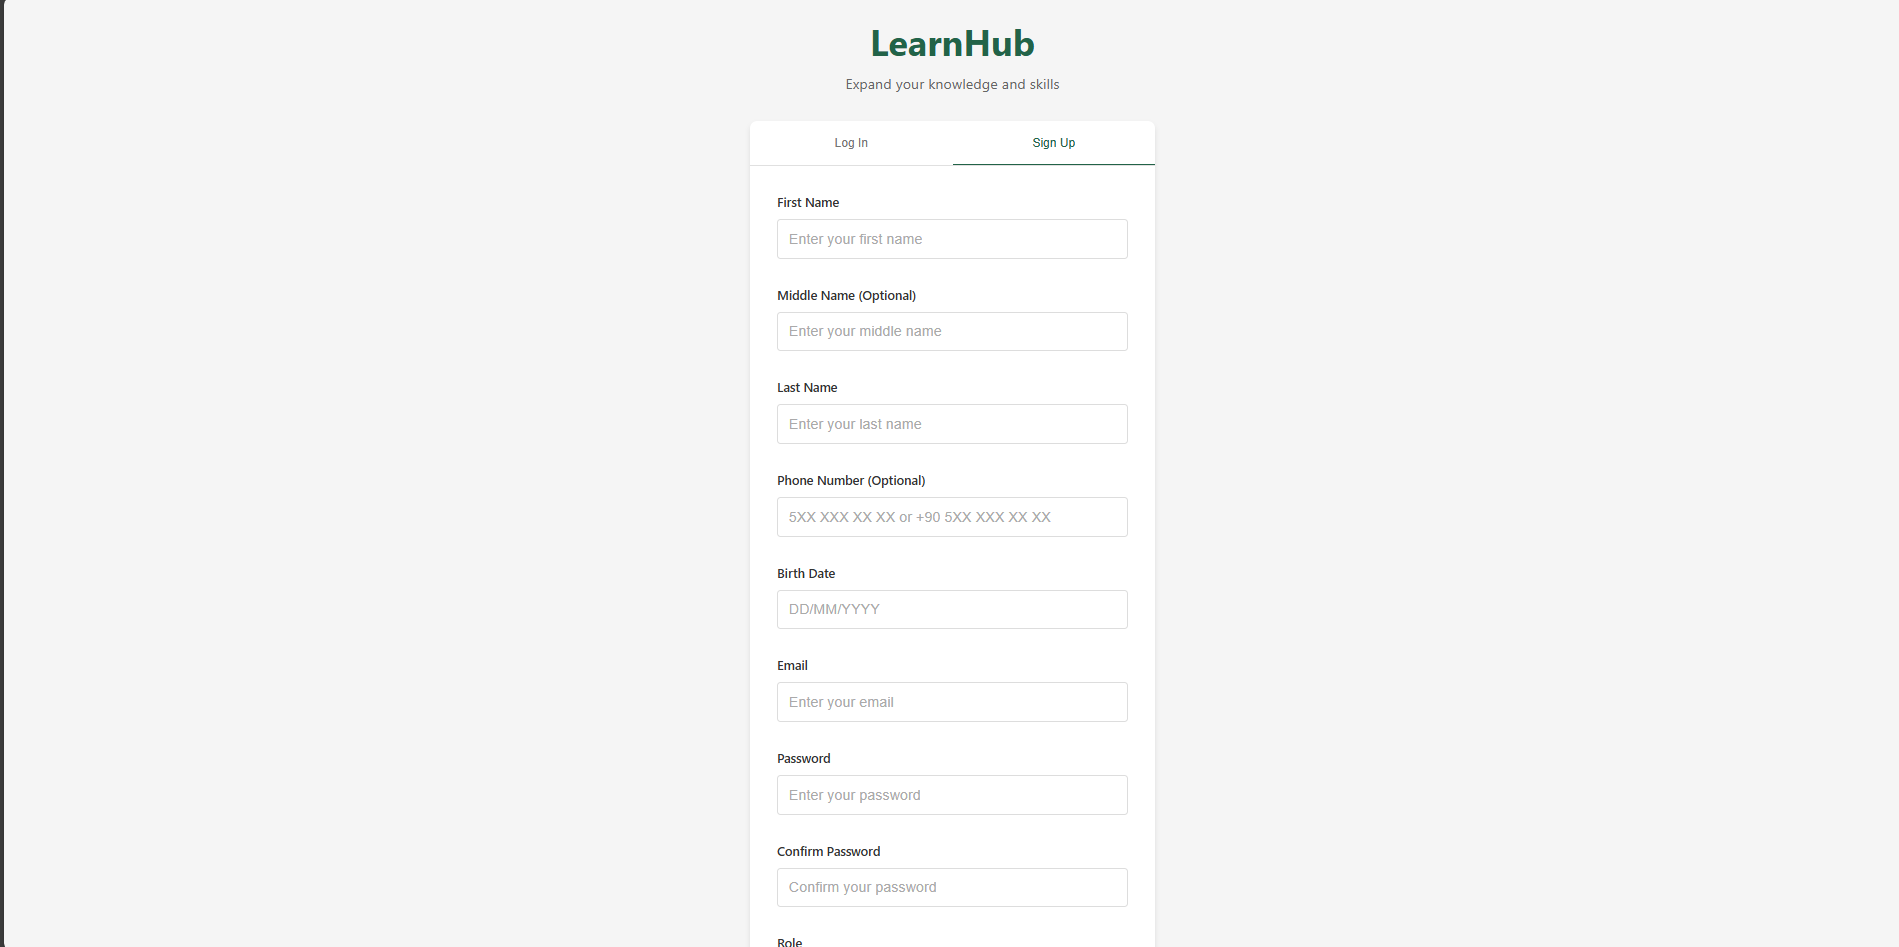 LearnHub
Expand your knowledge and skills
Log In
Sign Up
First Name
Enter your first name
Middle Name (Optional)
Enter your middle name
Last Name
Enter your last name
Phone Number (Optional)
5XX XXX XX XX or +90 5XX XXX XX XX
Birth Date
DD/MM/YYYY
Email
Enter your email
Password
Enter your password
Confirm Password
Confirm your password
Role